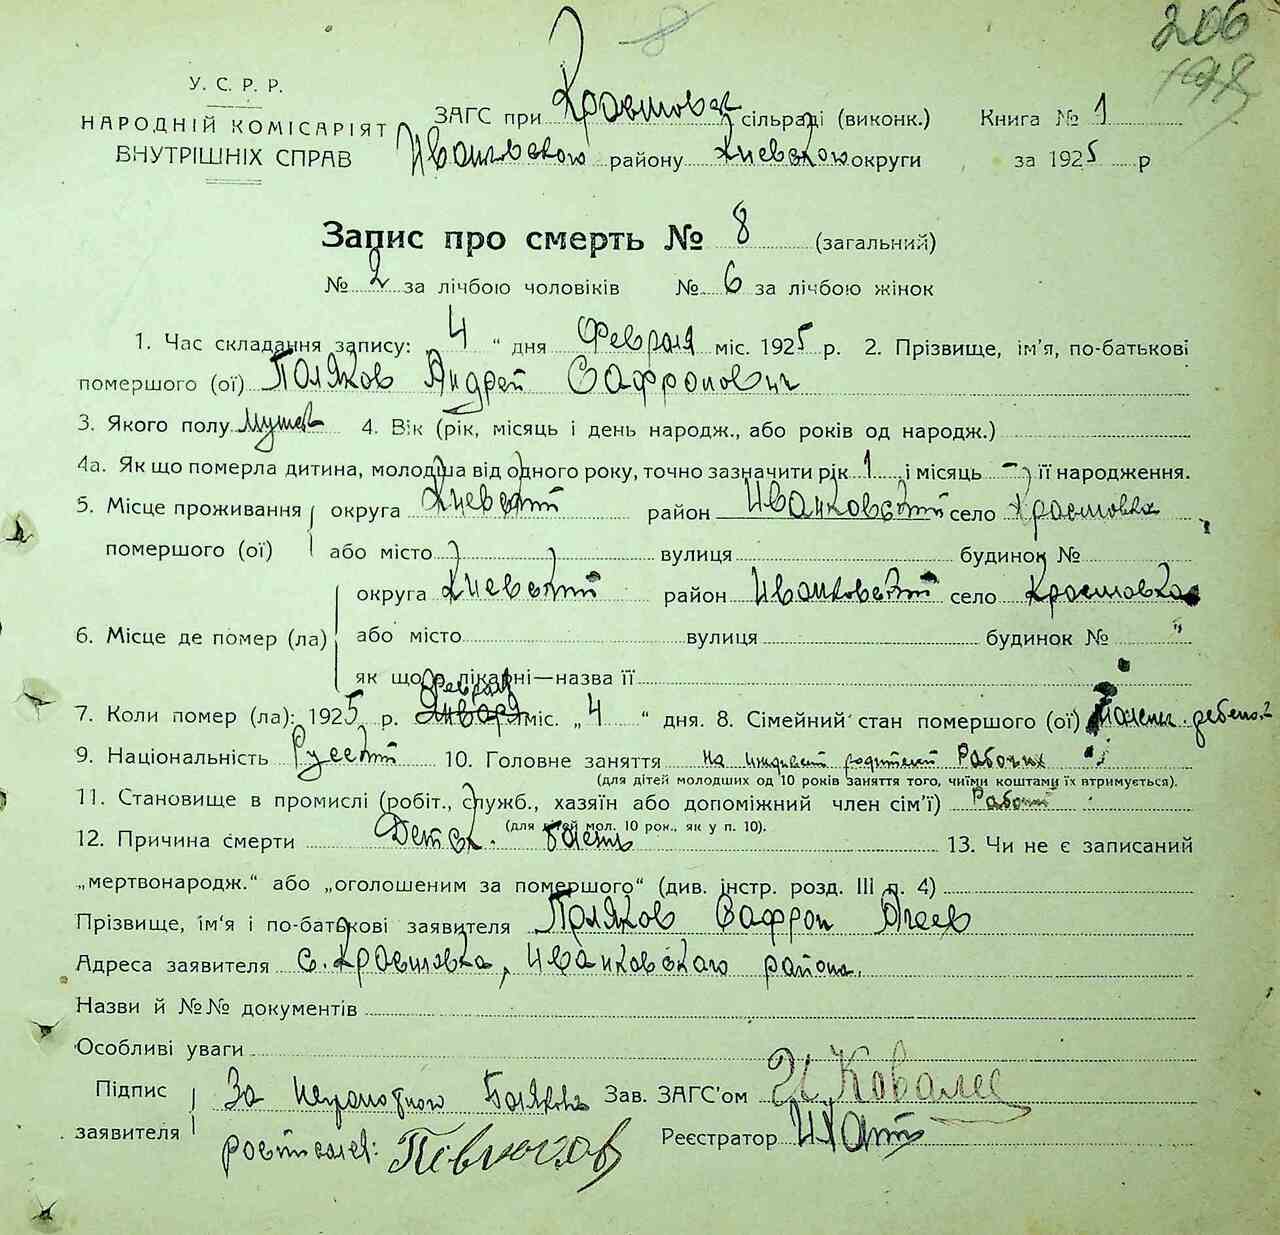 206
198
8
У. С. Р. Р.
НАРОДНІЙ КОМІСАРІЯТ
ВНУТРІШНІХ СПРАВ
ЗАГС при сільраді (виконк.) Книга № 1
Иванковского району Киевского округи за 1925 р
Запис про смерть № 8 (загальний)
№ 2 за лічбою чоловіків № 6 за лічбою жінок
1. Час складання запису: 4 " дня Февраля міс. 1925 р. 2. Прізвище, ім'я, по-батькові
помершого (ої) Поляков Андрей Сафронович
3. Якого полу 4. Вік (рік, місяць і день народж., або років од народж.)
4а. Як що померла дитина, молодша від одного року, точно зазначити рік 1 і місяць – її народження.
5. Місце проживання округа Киевский район Иванковский село
помершого (ої) або місто вулиця будинок №
округа Киевский район Иванковский село
6. Місце де помер (ла) або місто вулиця будинок № "
як що в лікарні—назва її
Февраля
7. Коли помер (ла): 1925 р. Января міс. „ 4 " дня. 8. Сімейний стан помершого (ої)
9. Національність Русский 10. Головне заняття На иждивении родителей Рабочих
(для дітей молодших од 10 років заняття того, чиїми коштами їх втримується).
11. Становище в промислі (робіт., служб., хазяїн або допоміжний член сім'ї) Рабочий
(для дітей мол. 10 рок., як у п. 10).
12. Причина смерти Детск. 13. Чи не є записаний
„мертвонародж." або „оголошеним за помершого" (див. інстр. розд. III п. 4)
Прізвище, їм'я і по-батькові заявителя Поляков Сафрон
Адреса заявителя с. , Иванковского района.
Назви й №№ документів
Особливі уваги
Підпис За неграмотного Полякова Зав. ЗАГС'ом И Ковалец
заявителя Реєстратор